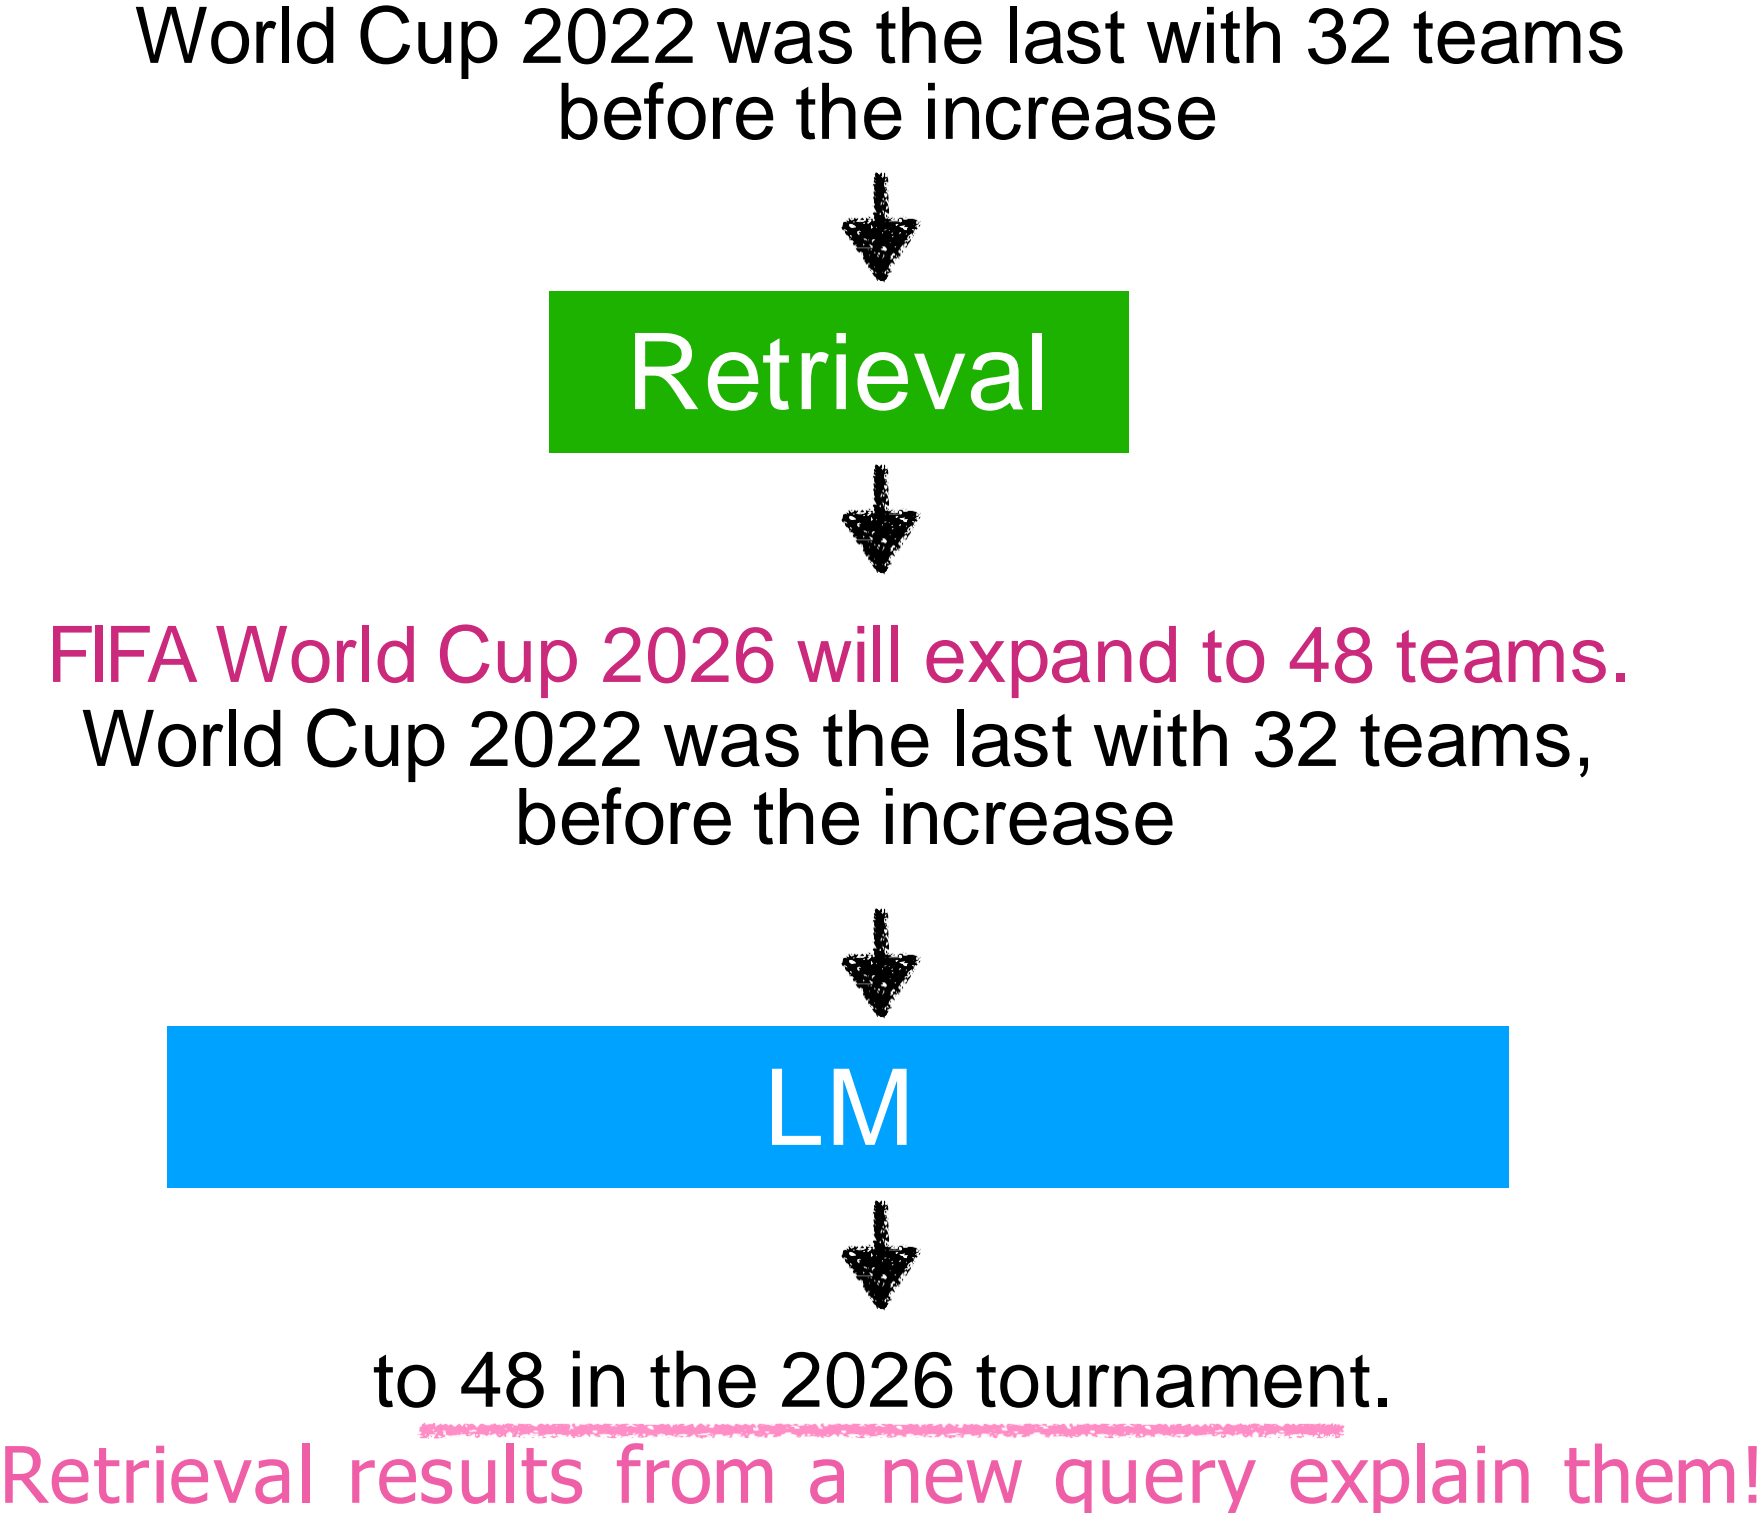 World Cup 2022 was the last with 32 teams
before the increase
Retrieval
FIFA World Cup 2026 will expand to 48 teams.
World Cup 2022 was the last with 32 teams,
before the increase
LM
to 48 in the 2026 tournament.
Retrieval results from a new query explain them!